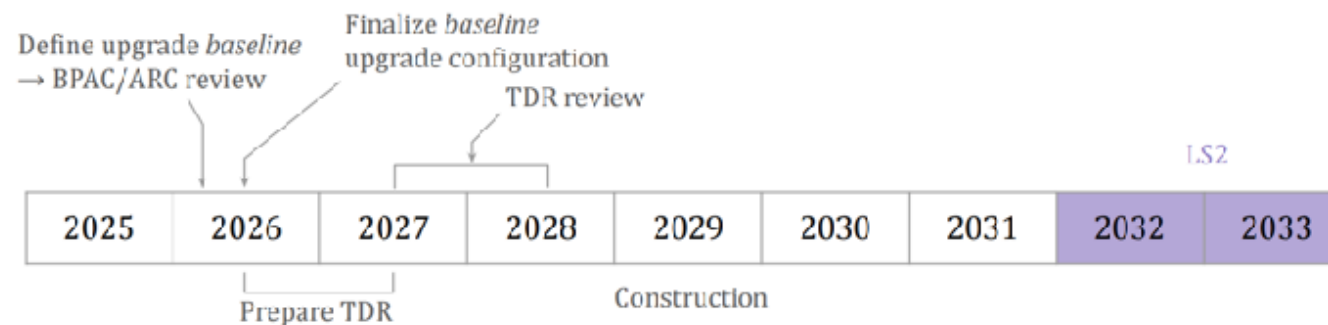 Define upgrade baseline
→ BPAC/ARC review
Finalize baseline
upgrade configuration
TDR review
LS2
2025 2026 2027 2028 2029 2030 2031 2032 2033
Prepare TDR
Construction